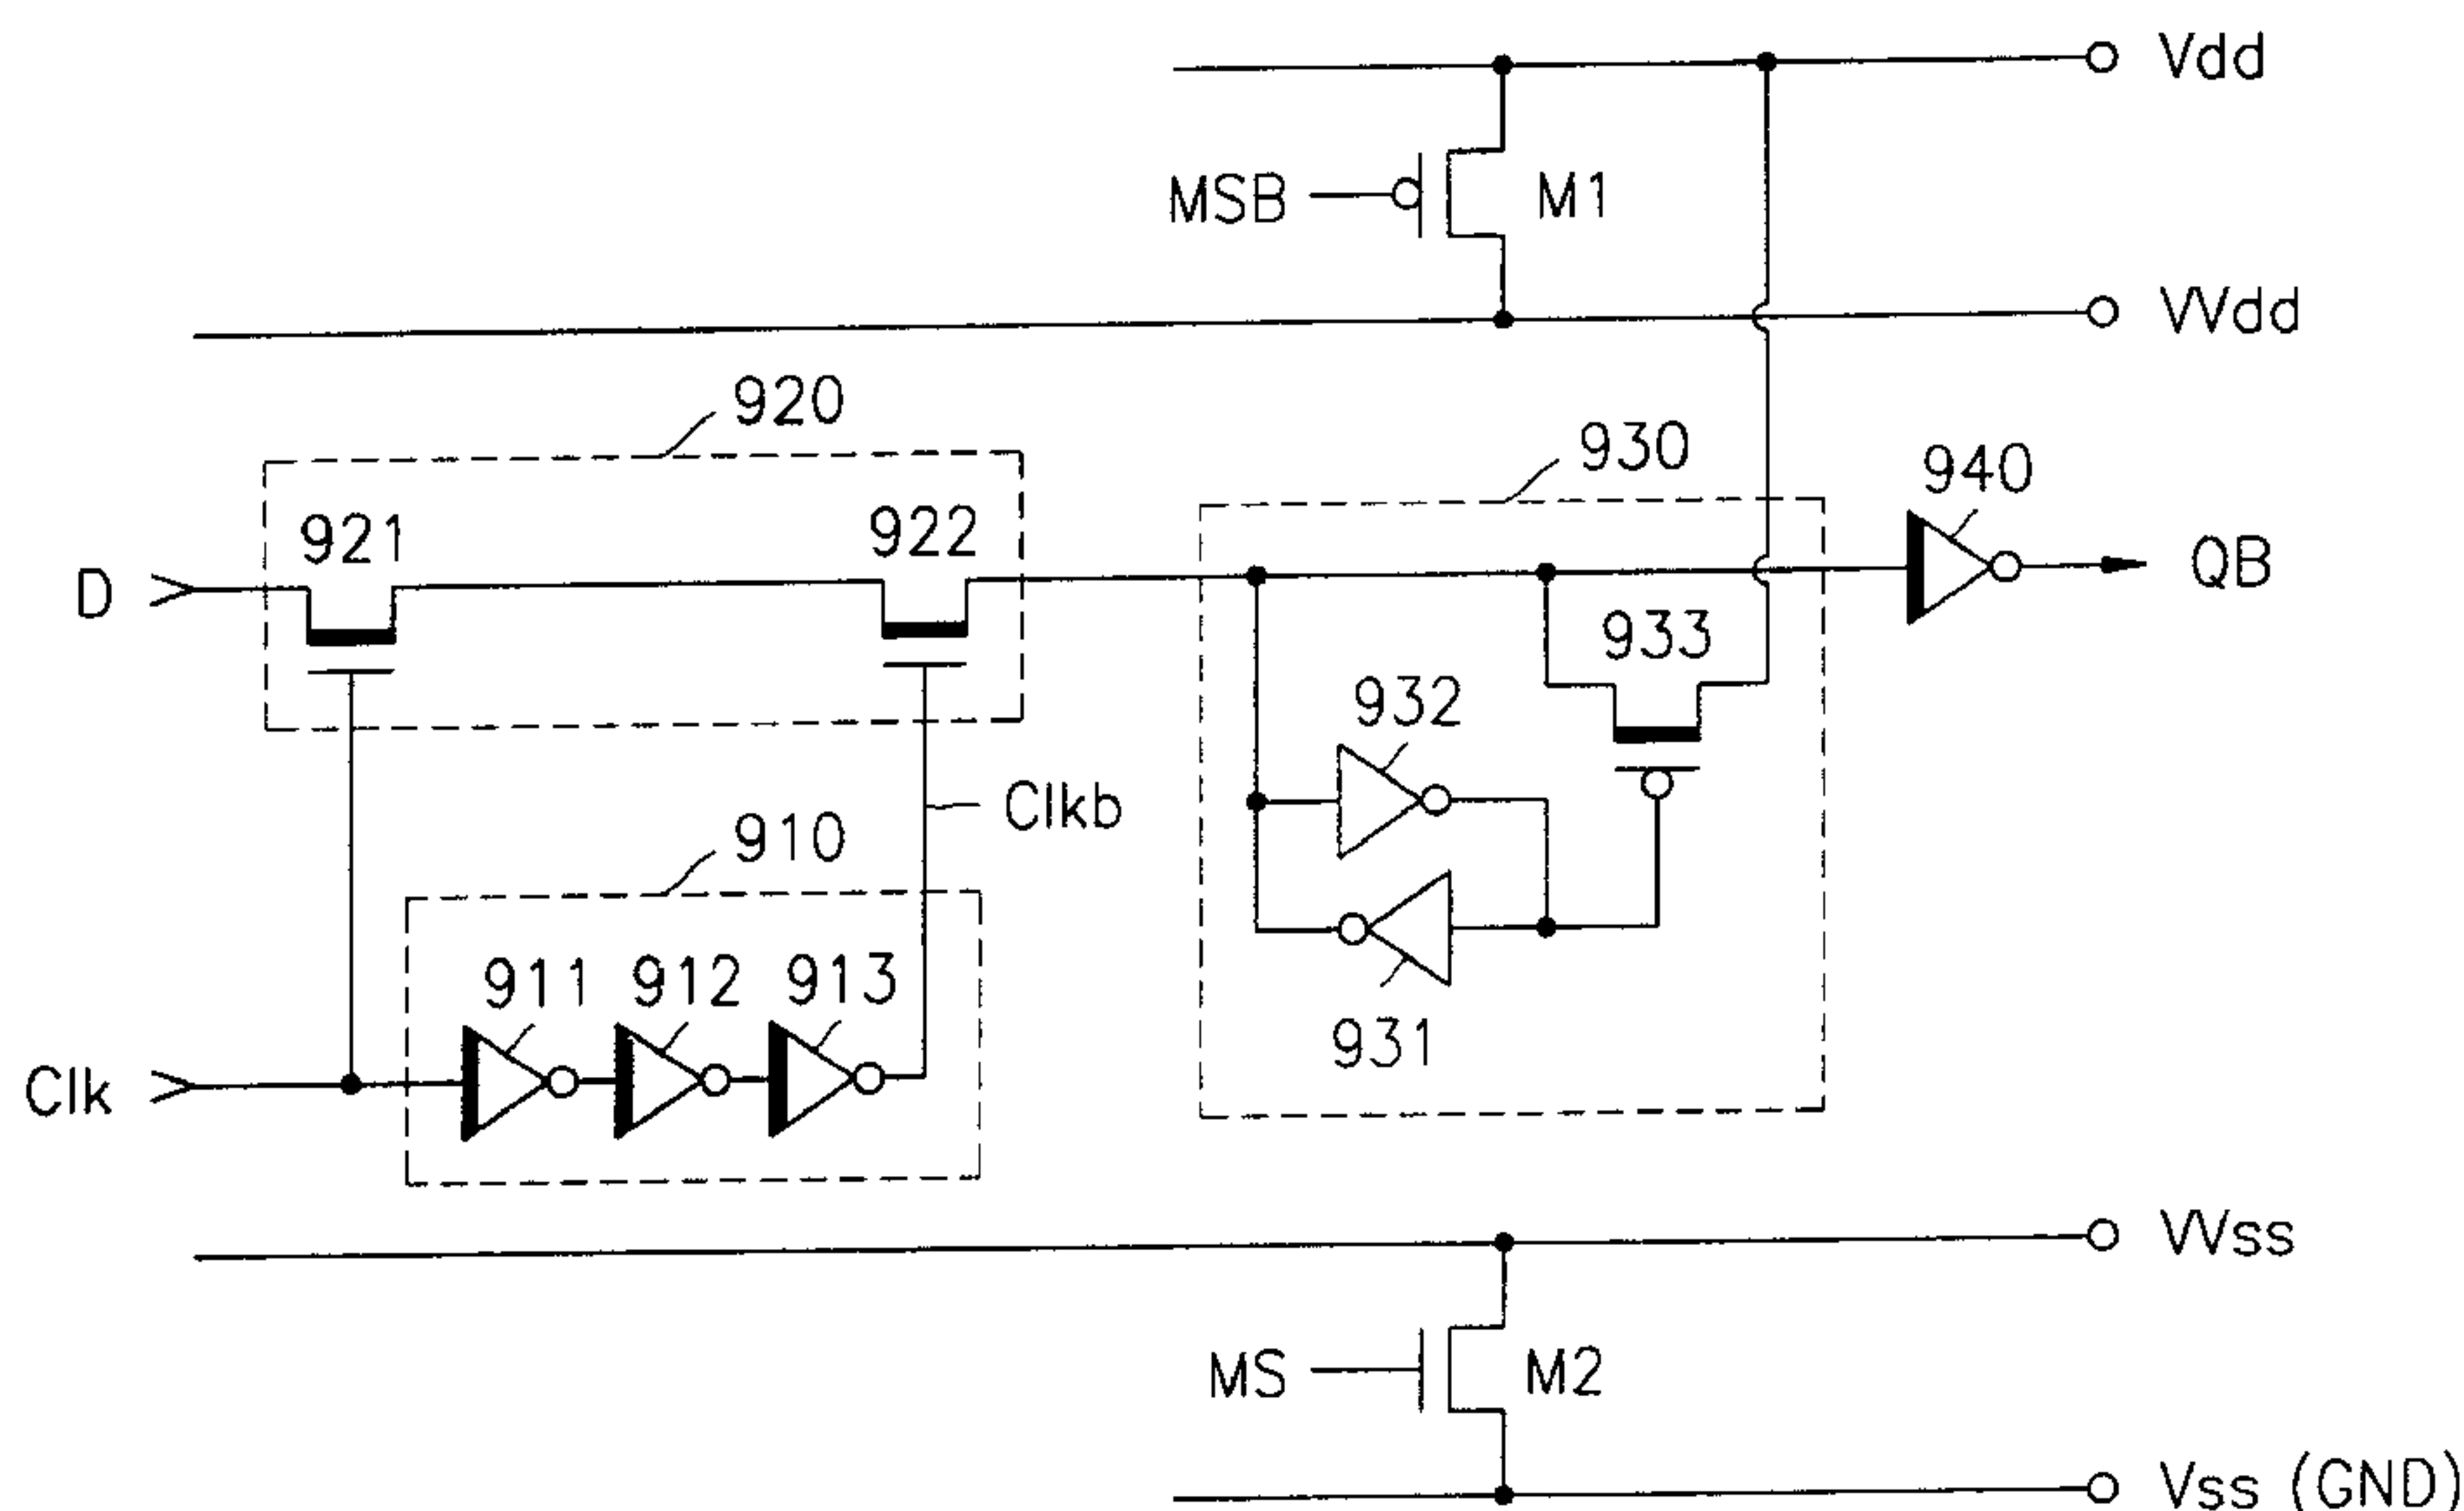 Vdd
MSB
M1
VVdd
920
930
940
921
922
D
QB
933
932
Clkb
910
911
912
913
931
Clk
VVss
MS
M2
Vss (GND)